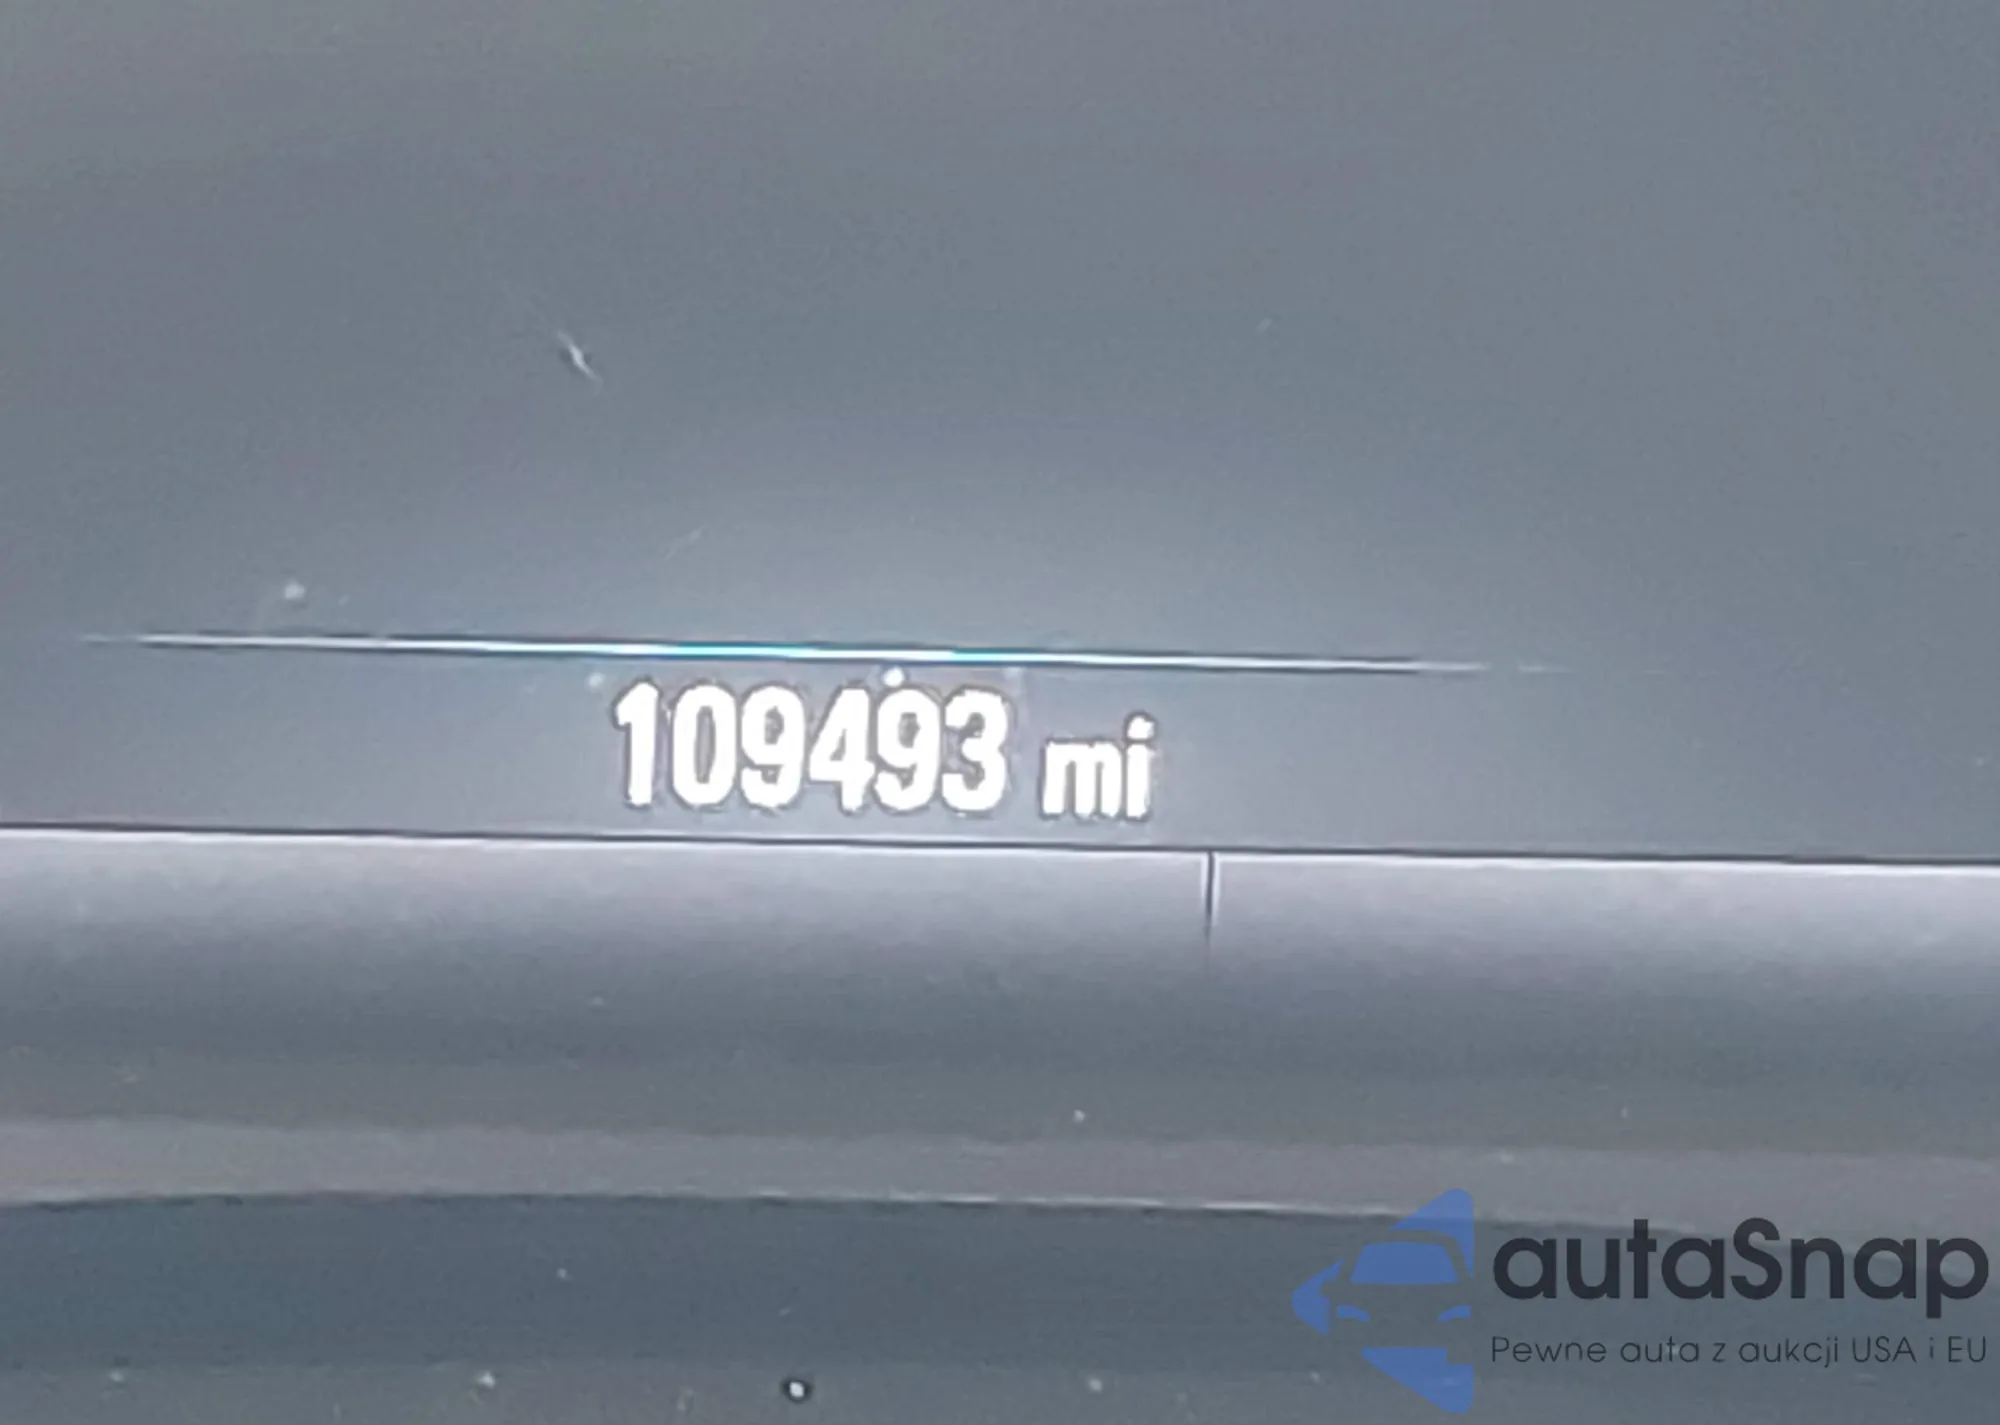 109493 mi
autaSnap
Pewne auta z aukcji USA i EU